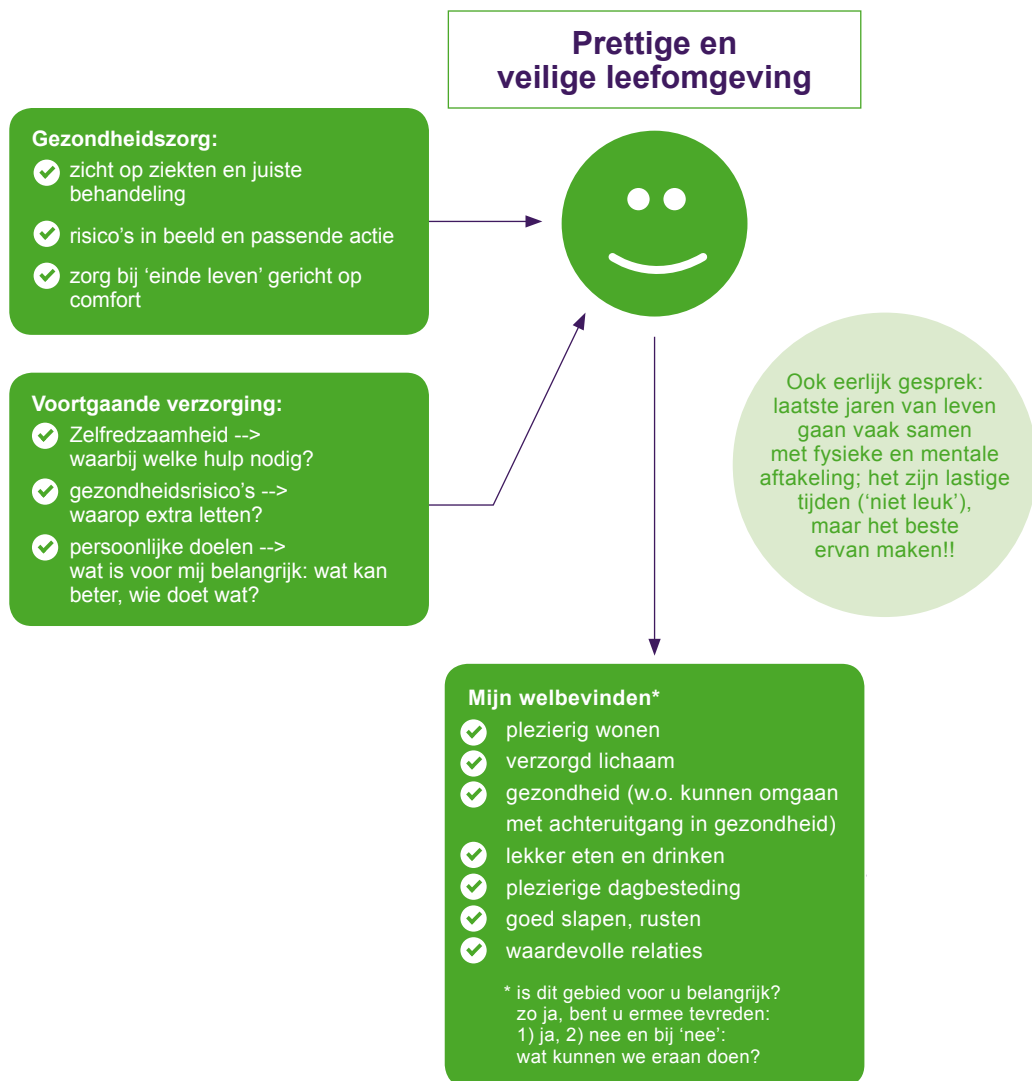 Prettige en
veilige leefomgeving
Gezondheidszorg:
zicht op ziekten en juiste
behandeling
risico's in beeld en passende actie
zorg bij ‘einde leven’ gericht op
comfort
Voortgaande verzorging:
Zelfredzaamheid -->
waarbij welke hulp nodig?
gezondheidsrisico's -->
waarop extra letten?
persoonlijke doelen -->
wat is voor mij belangrijk: wat kan
beter, wie doet wat?
Ook eerlijk gesprek:
laatste jaren van leven
gaan vaak samen
met fysieke en mentale
aftakeling; het zijn lastige
tijden (‘niet leuk’),
maar het beste
ervan maken!!
Mijn welbevinden*
plezierig wonen
verzorgd lichaam
gezondheid (w.o. kunnen omgaan
met achteruitgang in gezondheid)
lekker eten en drinken
plezierige dagbesteding
goed slapen, rusten
waardevolle relaties
* is dit gebied voor u belangrijk?
zo ja, bent u ermee tevreden:
1) ja, 2) nee en bij ‘nee’:
wat kunnen we eraan doen?